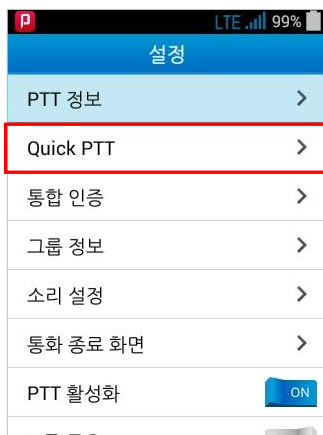 P LTE 99%
설정
PTT 정보
Quick PTT
통합 인증
그룹 정보
소리 설정
통화 종료 화면
PTT 활성화 ON